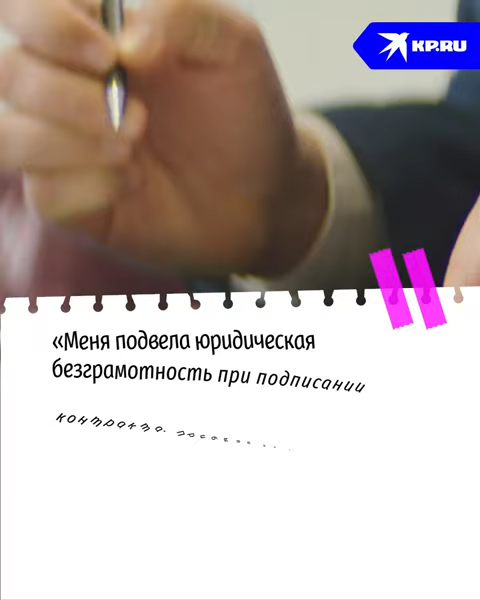 KP.RU
«Меня подвела юридическая
безграмотность при подписании
контракта.